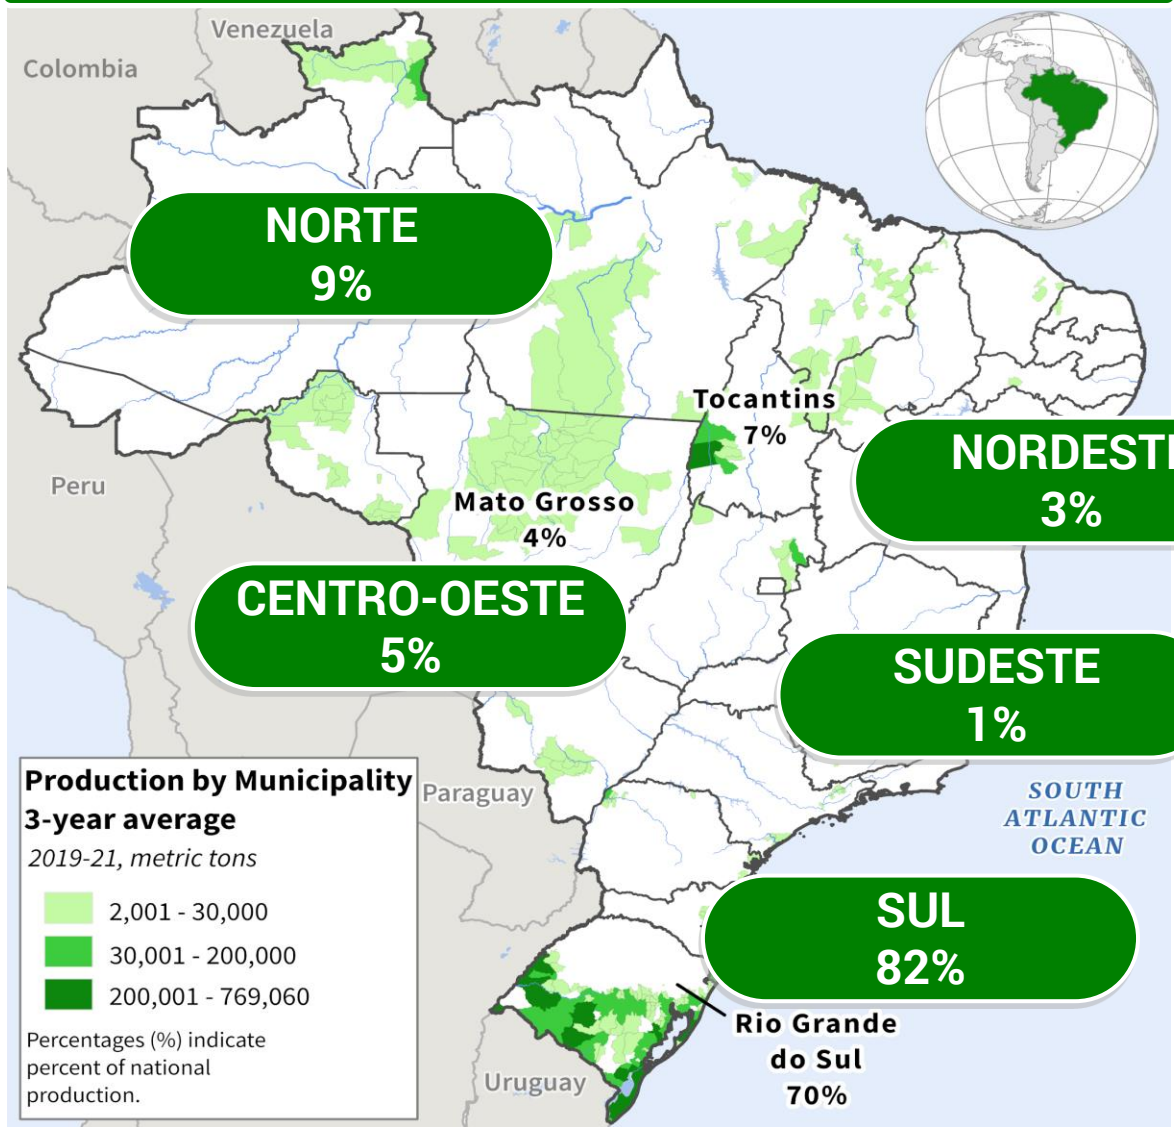 Venezuela
Colombia
NORTE
9%
Tocantins
7%
Peru
Mato Grosso
4%
NORDEST
3%
CENTRO-OESTE
5%
SUDESTE
1%
Production by Municipality
3-year average
2019-21, metric tons
2,001 - 30,000
30,001 - 200,000
200,001 - 769,060
Percentages (%) indicate
percent of national
production.
Paraguay
SOUTH
ATLANTIC
OCEAN
SUL
82%
Rio Grande
do Sul
70%
Uruguay